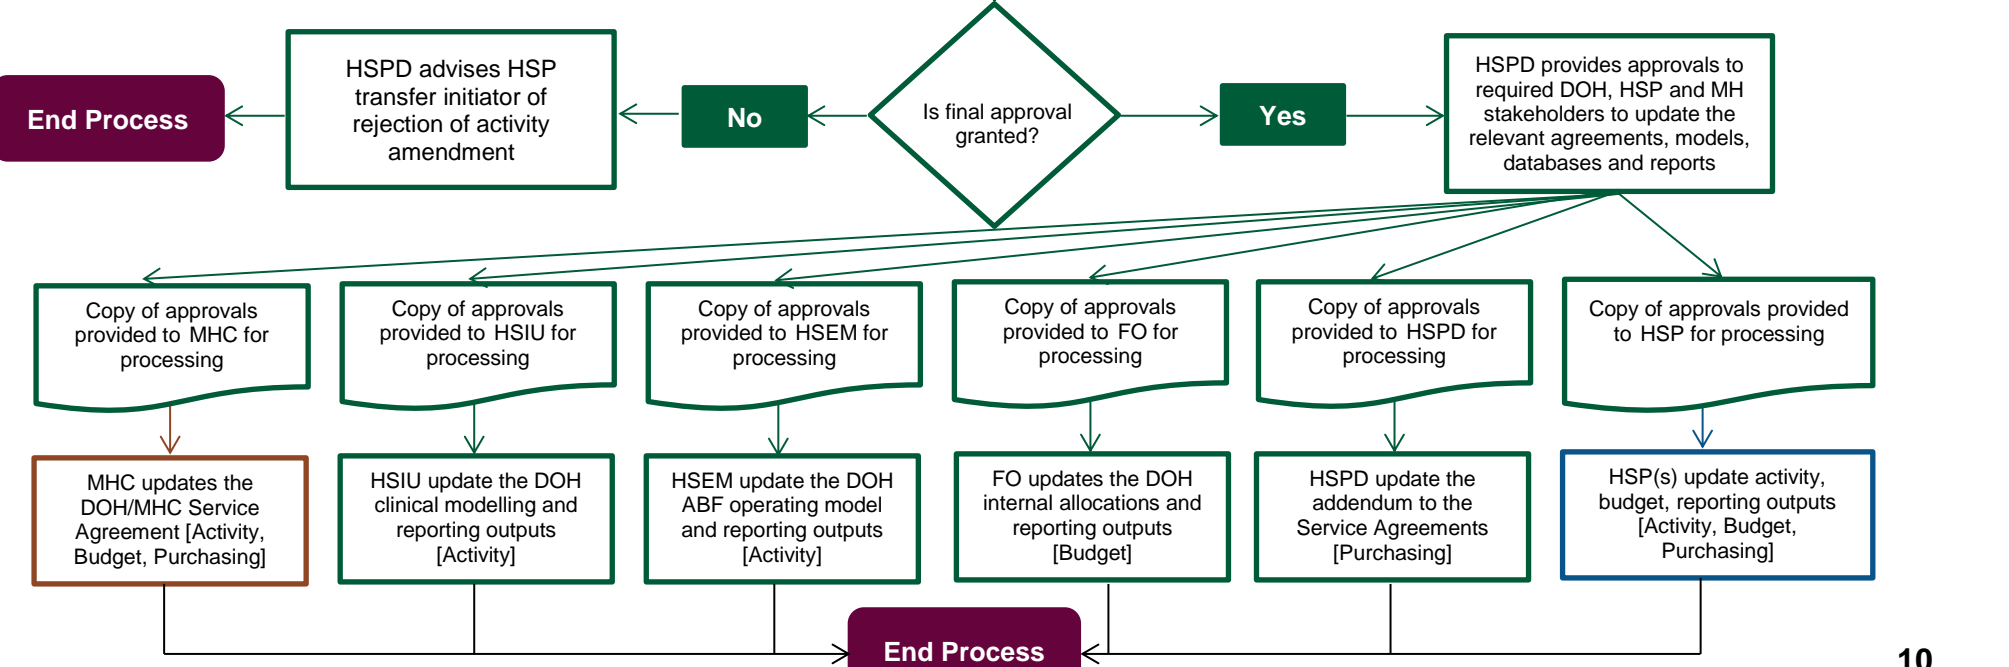 End Process
HSPD advises HSP
transfer initiator of
rejection of activity
amendment
No
Is final approval
granted?
Yes
HSPD provides approvals to
required DOH, HSP and MH
stakeholders to update the
relevant agreements, models,
databases and reports
Copy of approvals
provided to MHC for
processing
Copy of approvals
provided to HSIU for
processing
Copy of approvals
provided to HSEM for
processing
Copy of approvals
provided to FO for
processing
Copy of approvals
provided to HSPD for
processing
Copy of approvals provided
to HSP for processing
MHC updates the
DOH/MHC Service
Agreement [Activity,
Budget, Purchasing]
HSIU update the DOH
clinical modelling and
reporting outputs
[Activity]
HSEM update the DOH
ABF operating model
and reporting outputs
[Activity]
FO updates the DOH
internal allocations and
reporting outputs
[Budget]
HSPD update the
addendum to the
Service Agreements
[Purchasing]
HSP(s) update activity,
budget, reporting outputs
[Activity, Budget,
Purchasing]
End Process
10